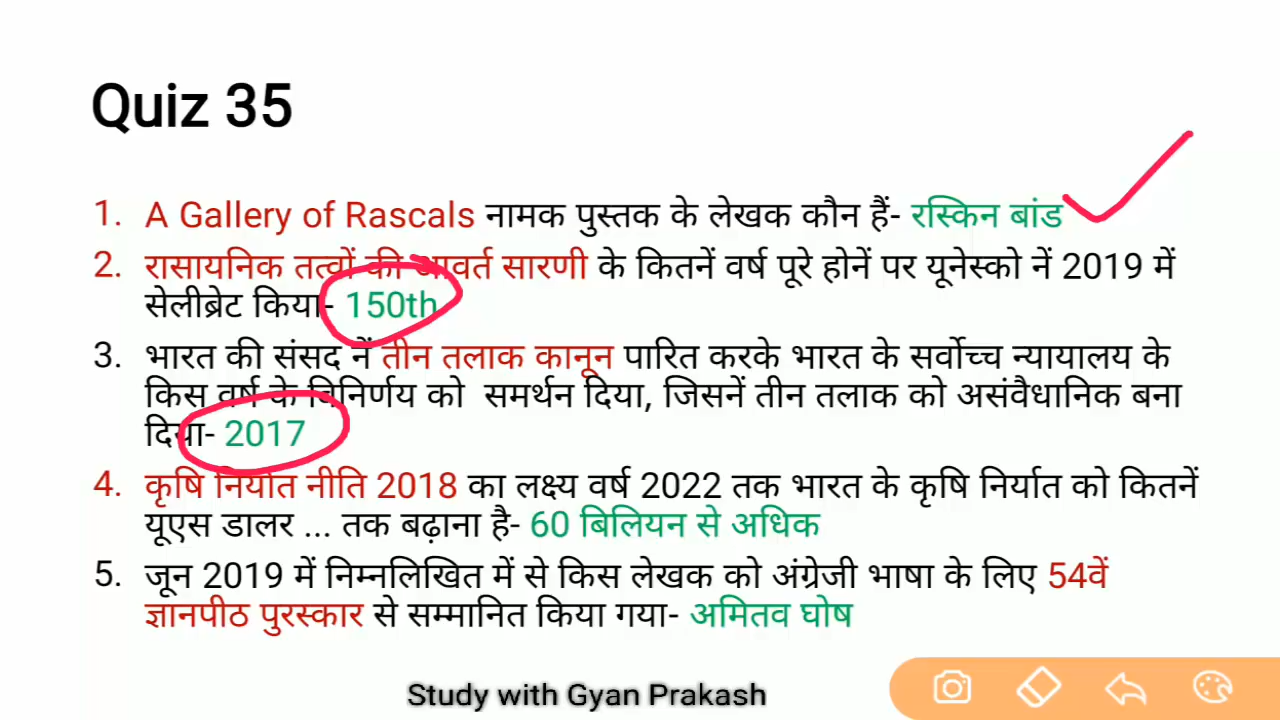 Quiz 35
1. A Gallery of Rascals नामक पुस्तक के लेखक कौन हैं- रस्किन बांड
2. रासायनिक तत्वों की आवर्त सारणी के कितनें वर्ष पूरे होनें पर यूनेस्को नें 2019 में
सेलीब्रेट किया- 150th
3. भारत की संसद नें तीन तलाक कानून पारित करके भारत के सर्वोच्च न्यायालय के
किस वर्ष के विनिर्णय को समर्थन दिया, जिसनें तीन तलाक को असंवैधानिक बना
दिया- 2017
4. कृषि निर्यात नीति 2018 का लक्ष्य वर्ष 2022 तक भारत के कृषि निर्यात को कितनें
यूएस डालर ... तक बढ़ाना है- 60 बिलियन से अधिक
5. जून 2019 में निम्नलिखित में से किस लेखक को अंग्रेजी भाषा के लिए 54वें
ज्ञानपीठ पुरस्कार से सम्मानित किया गया- अमितव घोष
Study with Gyan Prakash